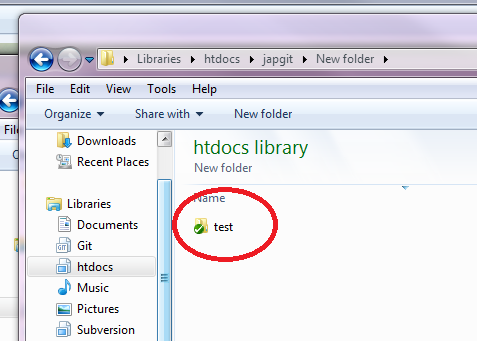 Libraries htdocs japgit New folder
File Edit View Tools Help
Organize Share with New folder
Downloads
Recent Places
Libraries
Documents
Git
htdocs
Music
Pictures
Subversion
htdocs library
New folder
Name
test
Fil